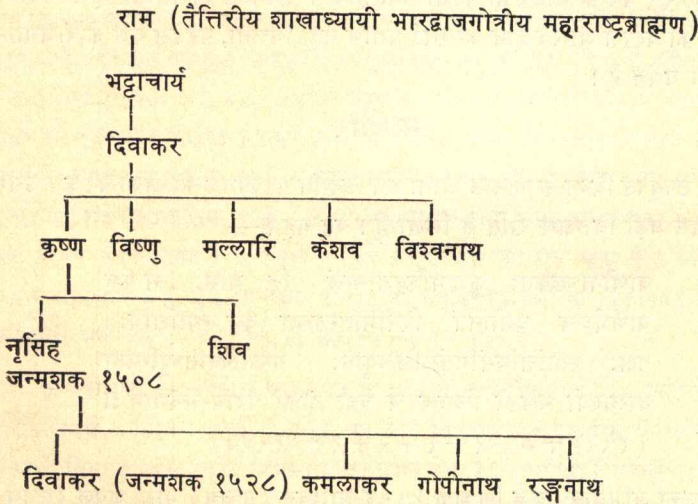 राम (तैत्तिरीय शाखाध्यायी भारद्वाजगोत्रीय महाराष्ट्रब्राह्मण)
भट्टाचार्य
दिवाकर
कृष्ण विष्णु मल्लारि केशव विश्वनाथ
नृसिंह शिव
जन्मशक १५०८
दिवाकर (जन्मशक १५२८) कमलाकर गोपीनाथ रङ्गनाथ